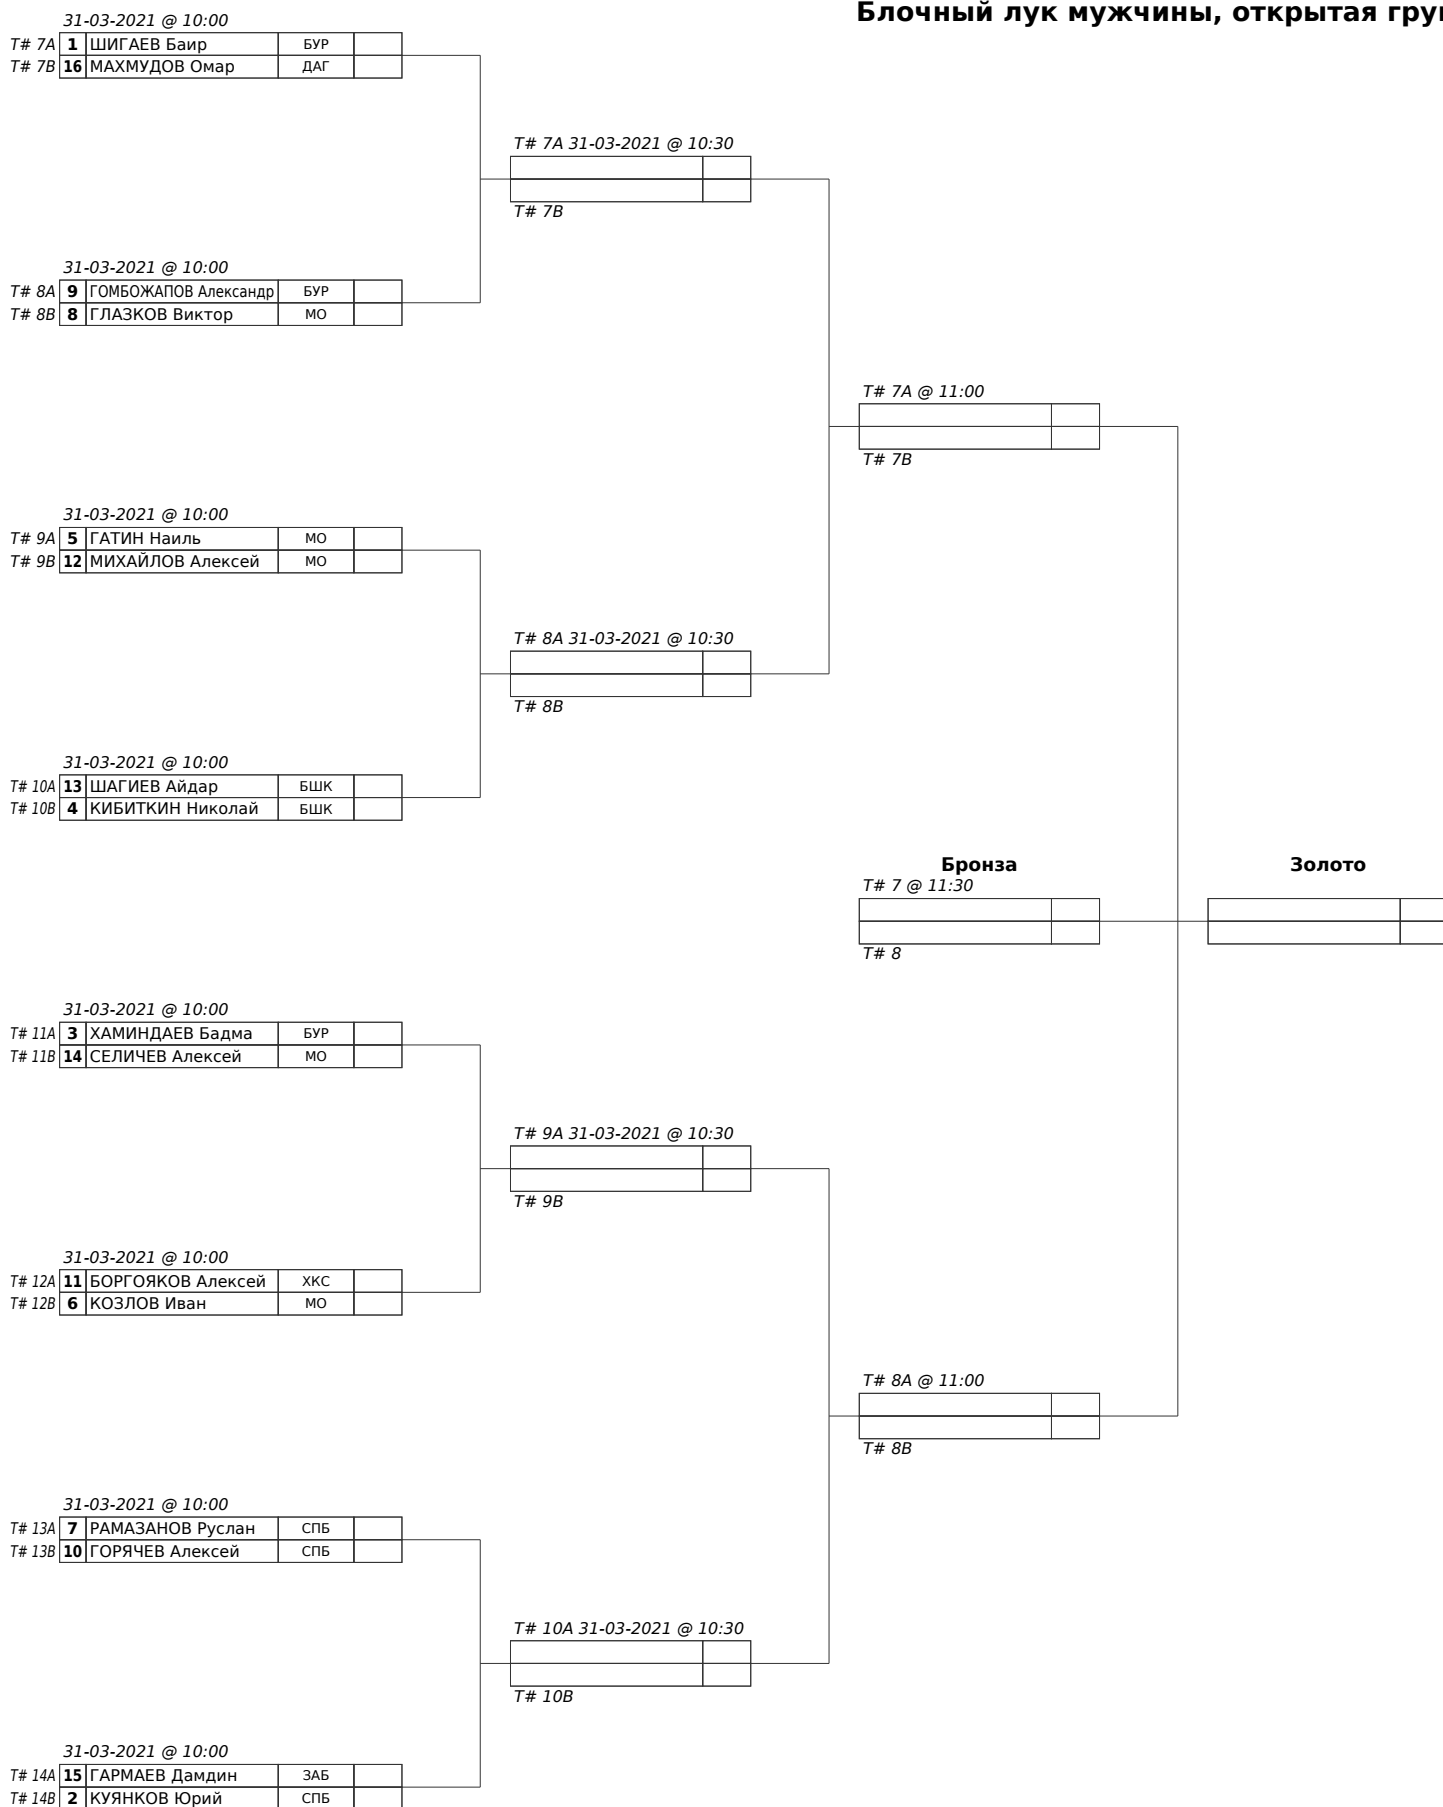 Блочный лук мужчины, открытая гру
31-03-2021 @ 10:00
T# 7A 1 ШИГАЕВ Баир БУР
T# 7B 16 МАХМУДОВ Омар ДАГ
T# 7A 31-03-2021 @ 10:30
T# 7B
31-03-2021 @ 10:00
T# 8A 9 ГОМБОЖАПОВ Александр БУР
T# 8B 8 ГЛАЗКОВ Виктор МО
T# 7A @ 11:00
T# 7B
31-03-2021 @ 10:00
T# 9A 5 ГАТИН Наиль МО
T# 9B 12 МИХАЙЛОВ Алексей МО
T# 8A 31-03-2021 @ 10:30
T# 8B
31-03-2021 @ 10:00
T# 10A 13 ШАГИЕВ Айдар БШК
T# 10B 4 КИБИТКИН Николай БШК
Бронза Золото
T# 7 @ 11:30
T# 8
31-03-2021 @ 10:00
T# 11A 3 ХАМИНДАЕВ Бадма БУР
T# 11B 14 СЕЛИЧЕВ Алексей МО
T# 9A 31-03-2021 @ 10:30
T# 9B
31-03-2021 @ 10:00
T# 12A 11 БОРГОЯКОВ Алексей ХКС
T# 12B 6 КОЗЛОВ Иван МО
T# 8A @ 11:00
T# 8B
31-03-2021 @ 10:00
T# 13A 7 РАМАЗАНОВ Руслан СПБ
T# 13B 10 ГОРЯЧЕВ Алексей СПБ
T# 10A 31-03-2021 @ 10:30
T# 10B
31-03-2021 @ 10:00
T# 14A 15 ГАРМАЕВ Дамдин ЗАБ
T# 14B 2 КУЯНКОВ Юрий СПБ